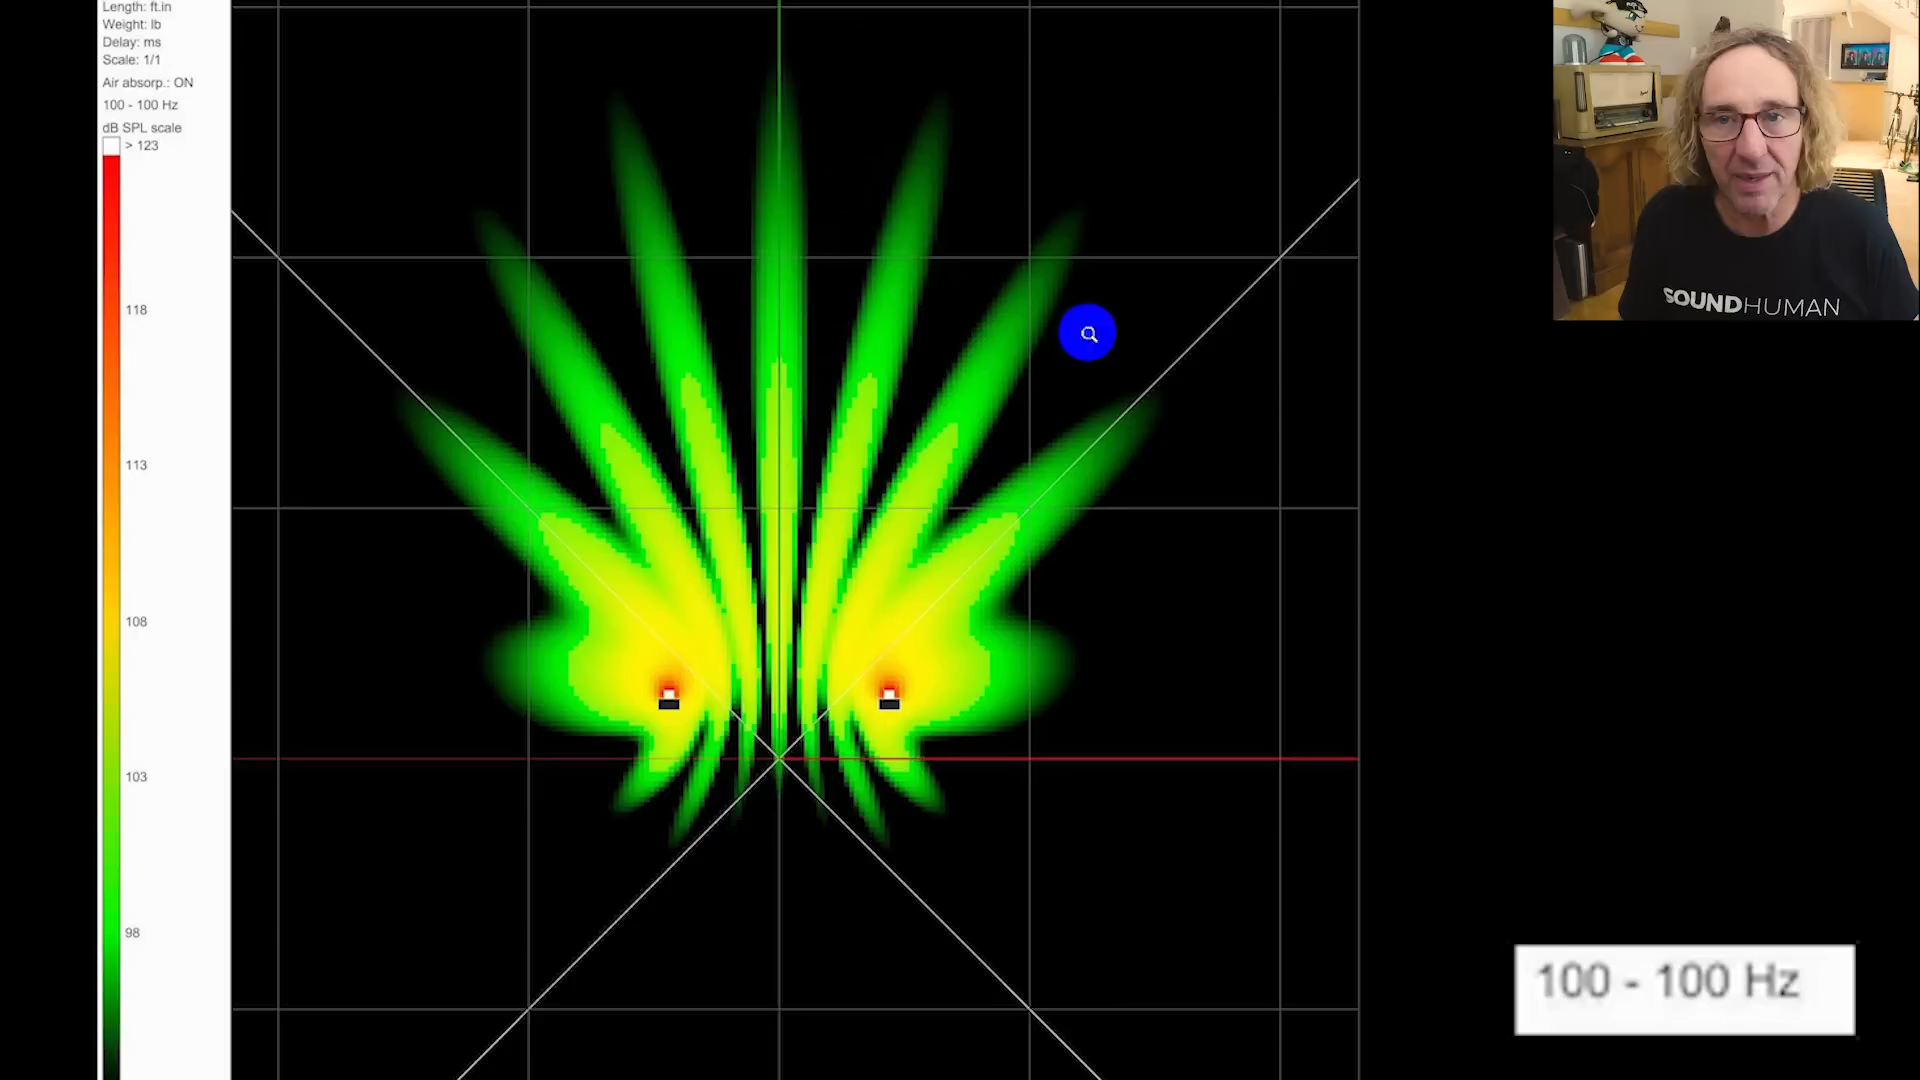 Length: ft.in
Weight: lb
Delay: ms
Scale: 1/1
Air absorp.: ON
100 - 100 Hz
dB SPL scale
> 123
118
113
108
103
98
SOUNDHUMAN
100 - 100 Hz